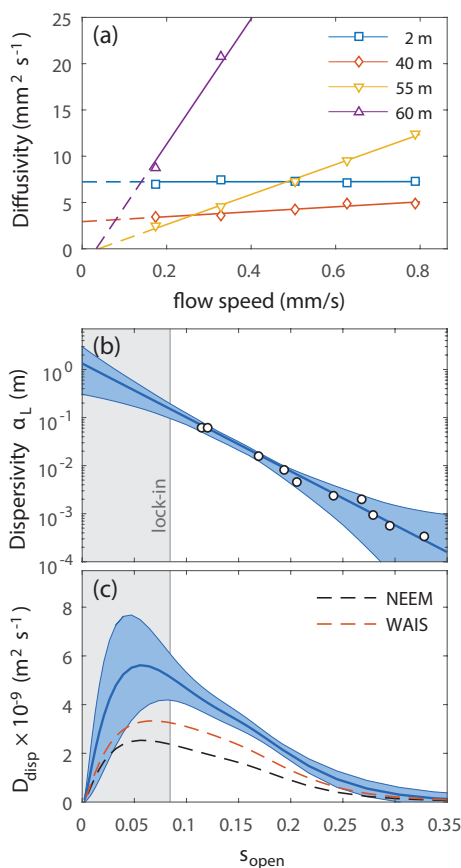 (a)
25
20
15
10
5
0
Diffusivity (mm² s⁻¹)
2 m
40 m
55 m
60 m
0 0.2 0.4 0.6 0.8
flow speed (mm/s)
(b)
10⁰
10⁻¹
10⁻²
10⁻³
10⁻⁴
Dispersivity α_L (m)
lock-in
(c)
8
6
4
2
0
D_disp × 10⁻⁹ (m² s⁻¹)
NEEM
WAIS
0 0.05 0.1 0.15 0.2 0.25 0.3 0.35
s_open